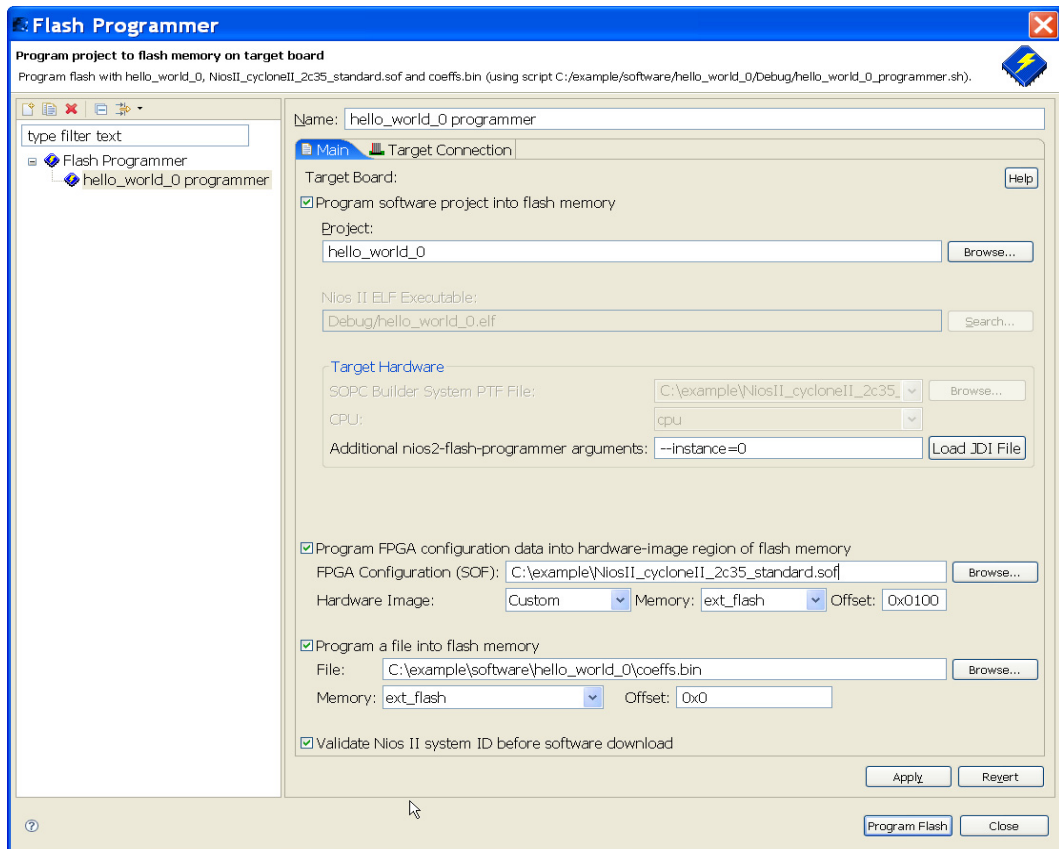 Flash Programmer
Program project to flash memory on target board
Program flash with hello_world_0, NiosII_cycloneII_2c35_standard.sof and coeffs.bin (using script C:/example/software/hello_world_0/Debug/hello_world_0_programmer.sh).
type filter text
Flash Programmer
hello_world_0 programmer
Name: hello_world_0 programmer
Main Target Connection
Target Board: Help
Program software project into flash memory
Project:
hello_world_0 Browse...
Nios II ELF Executable:
Debug/hello_world_0.elf Search...
Target Hardware
SOPC Builder System PTF File: C:\example\NiosII_cycloneII_2c35_ Browse...
CPU: cpu
Additional nios2-flash-programmer arguments: --instance=0 Load JDI File
Program FPGA configuration data into hardware-image region of flash memory
FPGA Configuration (SOF): C:\example\NiosII_cycloneII_2c35_standard.sof Browse...
Hardware Image: Custom Memory: ext_flash Offset: 0x0100
Program a file into flash memory
File: C:\example\software\hello_world_0\coeffs.bin Browse...
Memory: ext_flash Offset: 0x0
Validate Nios II system ID before software download
Apply Revert
? Program Flash Close